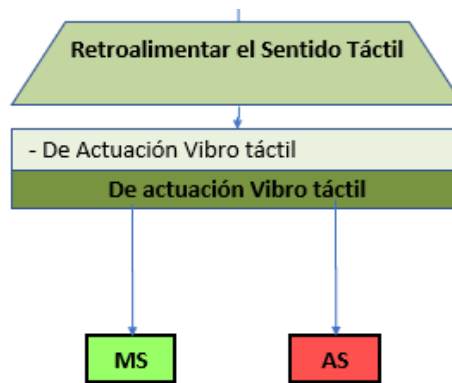 Retroalimentar el Sentido Táctil
- De Actuación Vibro táctil
De actuación Vibro táctil
MS
AS